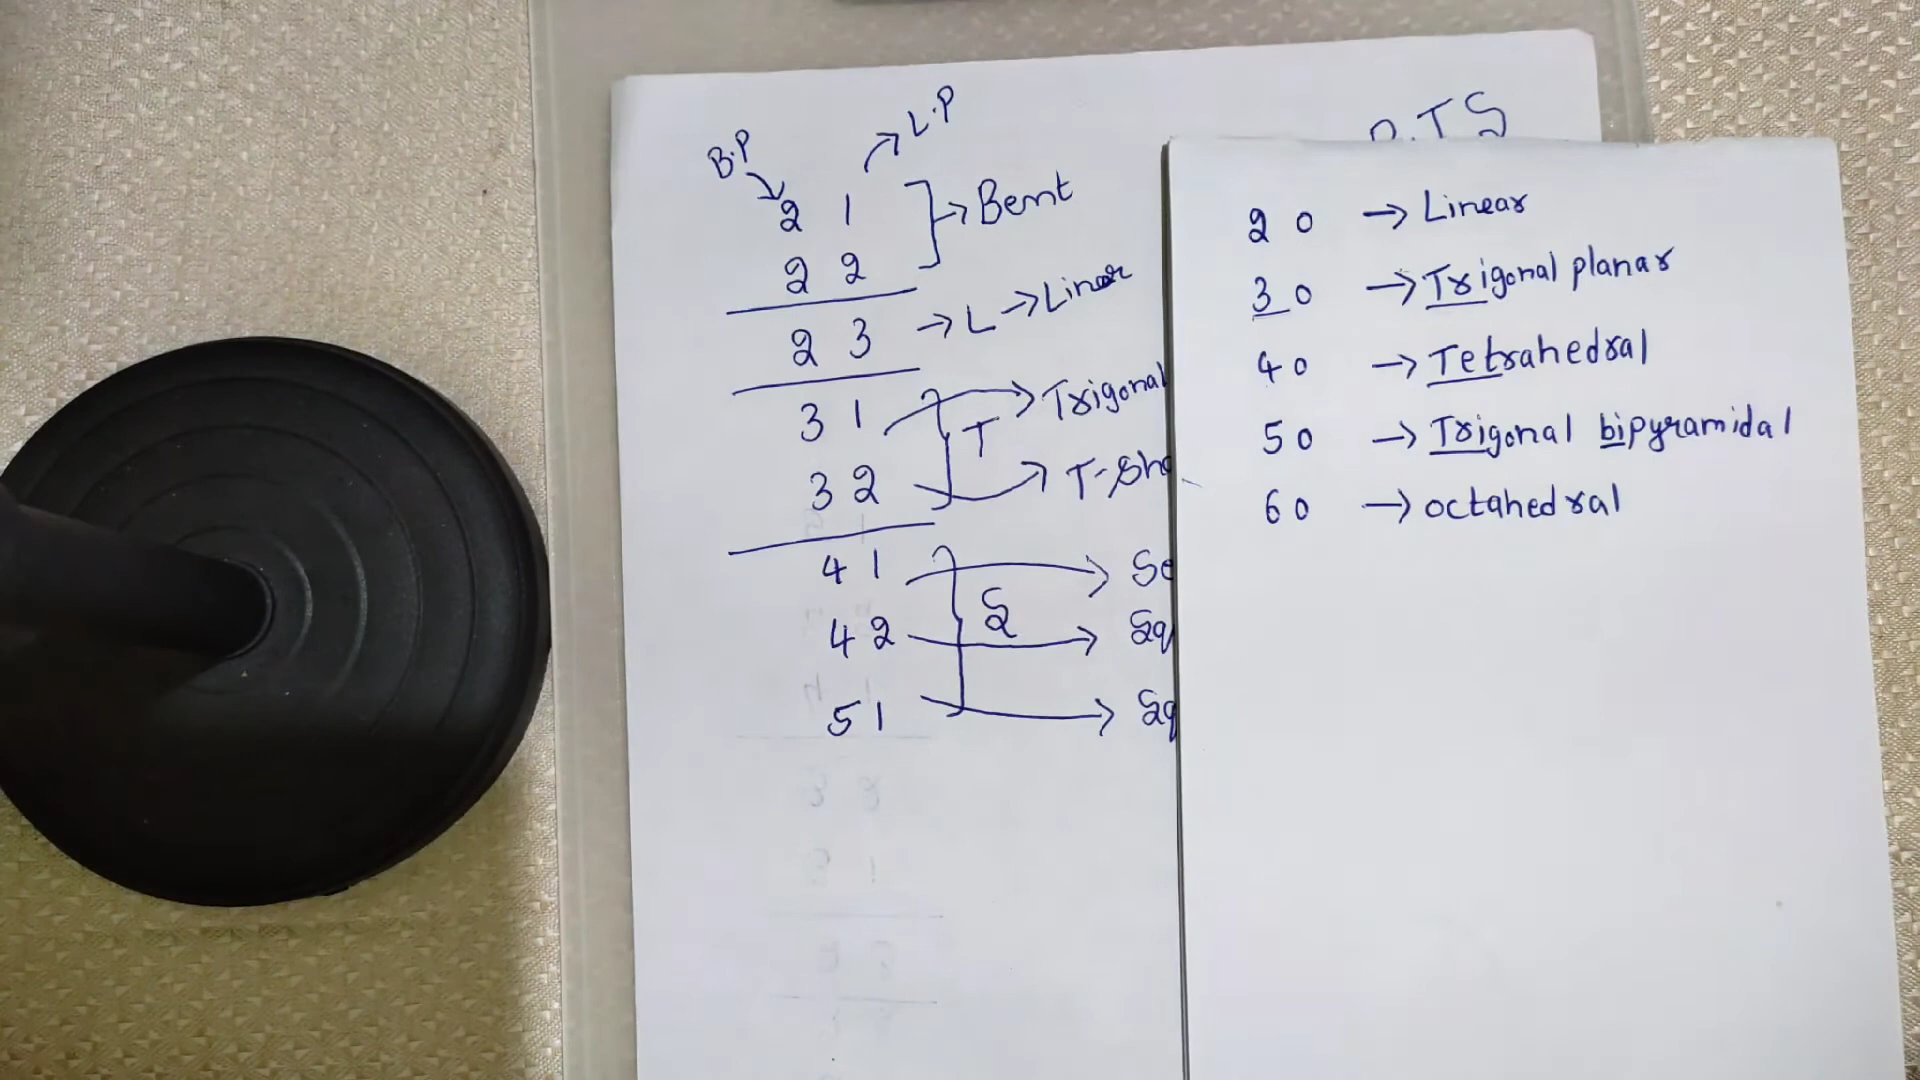 B.P
L.P
2 1
2 2
Bent
2 3 → L → Linear
3 1 → Trigonal
T
3 2 → T-Sha
4 1 → Se
S
4 2 → Sq
5 1 → Sq
2 0 → Linear
3 0 → Trigonal planar
4 0 → Tetrahedral
5 0 → Trigonal bipyramidal
6 0 → octahedral